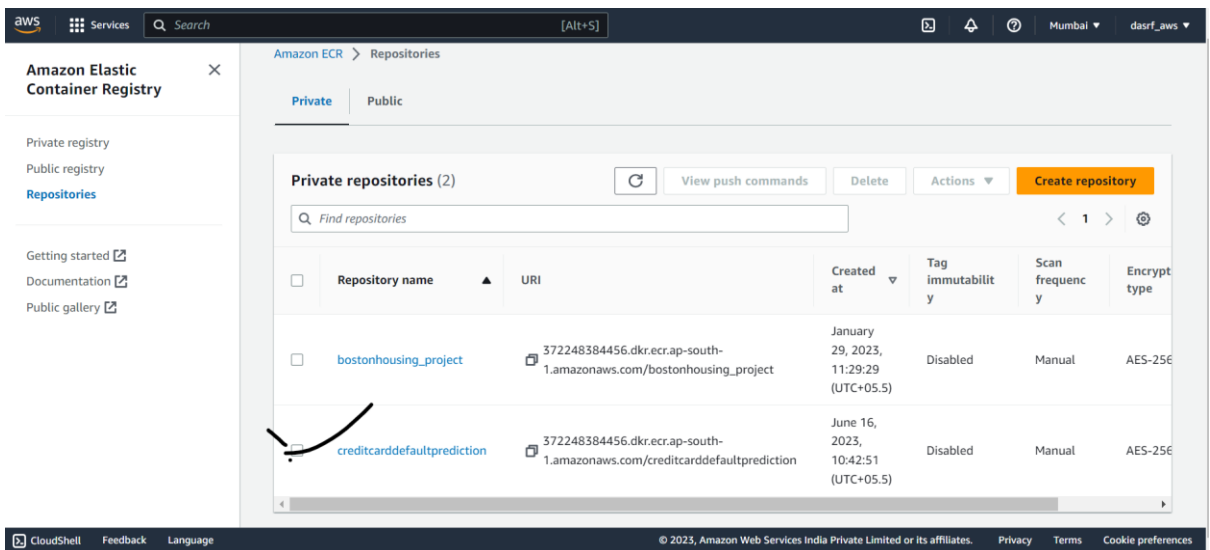 aws
Services
Search
[Alt+S]
Mumbai ▼
dasrf_aws ▼
Amazon Elastic
Container Registry
Private registry
Public registry
Repositories
Getting started
Documentation
Public gallery
Amazon ECR > Repositories
Private
Public
Private repositories (2)
View push commands
Delete
Actions ▼
Create repository
Find repositories
< 1 >
Repository name ▲
URI
Created
at
Tag
immutabilit
y
Scan
frequenc
y
Encrypt
type
bostonhousing_project
372248384456.dkr.ecr.ap-south-
1.amazonaws.com/bostonhousing_project
January
29, 2023,
11:29:29
(UTC+05.5)
Disabled
Manual
AES-256
creditcarddefaultprediction
372248384456.dkr.ecr.ap-south-
1.amazonaws.com/creditcarddefaultprediction
June 16,
2023,
10:42:51
(UTC+05.5)
Disabled
Manual
AES-256
CloudShell
Feedback
Language
© 2023, Amazon Web Services India Private Limited or its affiliates.
Privacy
Terms
Cookie preferences